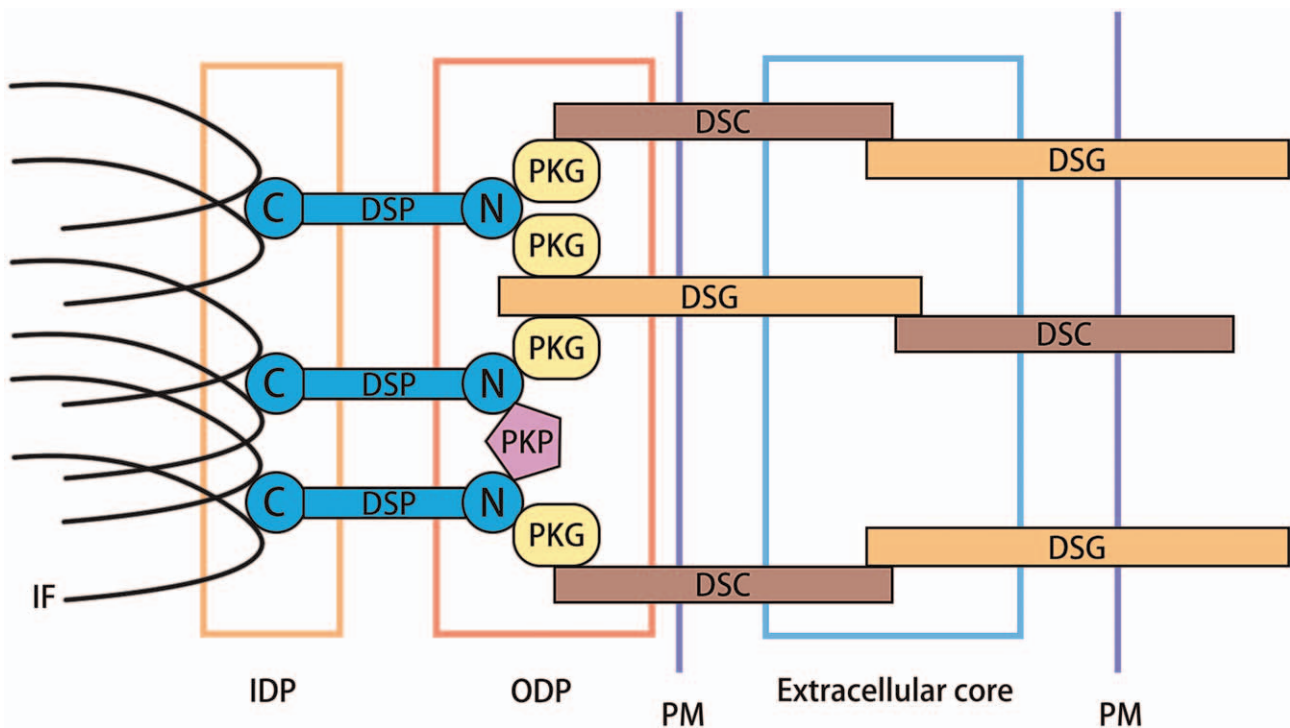 DSC
PKG
DSG
C DSP N
PKG
DSG
DSC
PKG
C DSP N
PKP
C DSP N
PKG
DSG
DSC
IF
IDP ODP PM Extracellular core PM